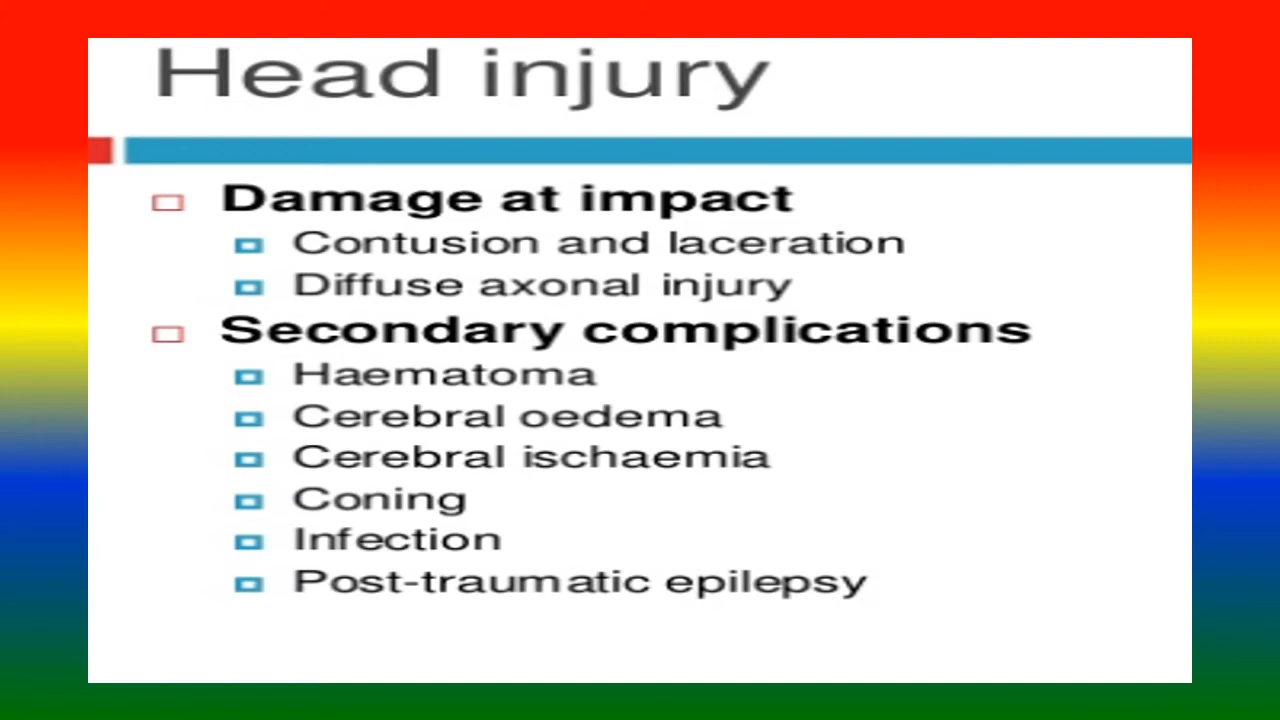 Head injury
Damage at impact
Contusion and laceration
Diffuse axonal injury
Secondary complications
Haematoma
Cerebral oedema
Cerebral ischaemia
Coning
Infection
Post-traumatic epilepsy